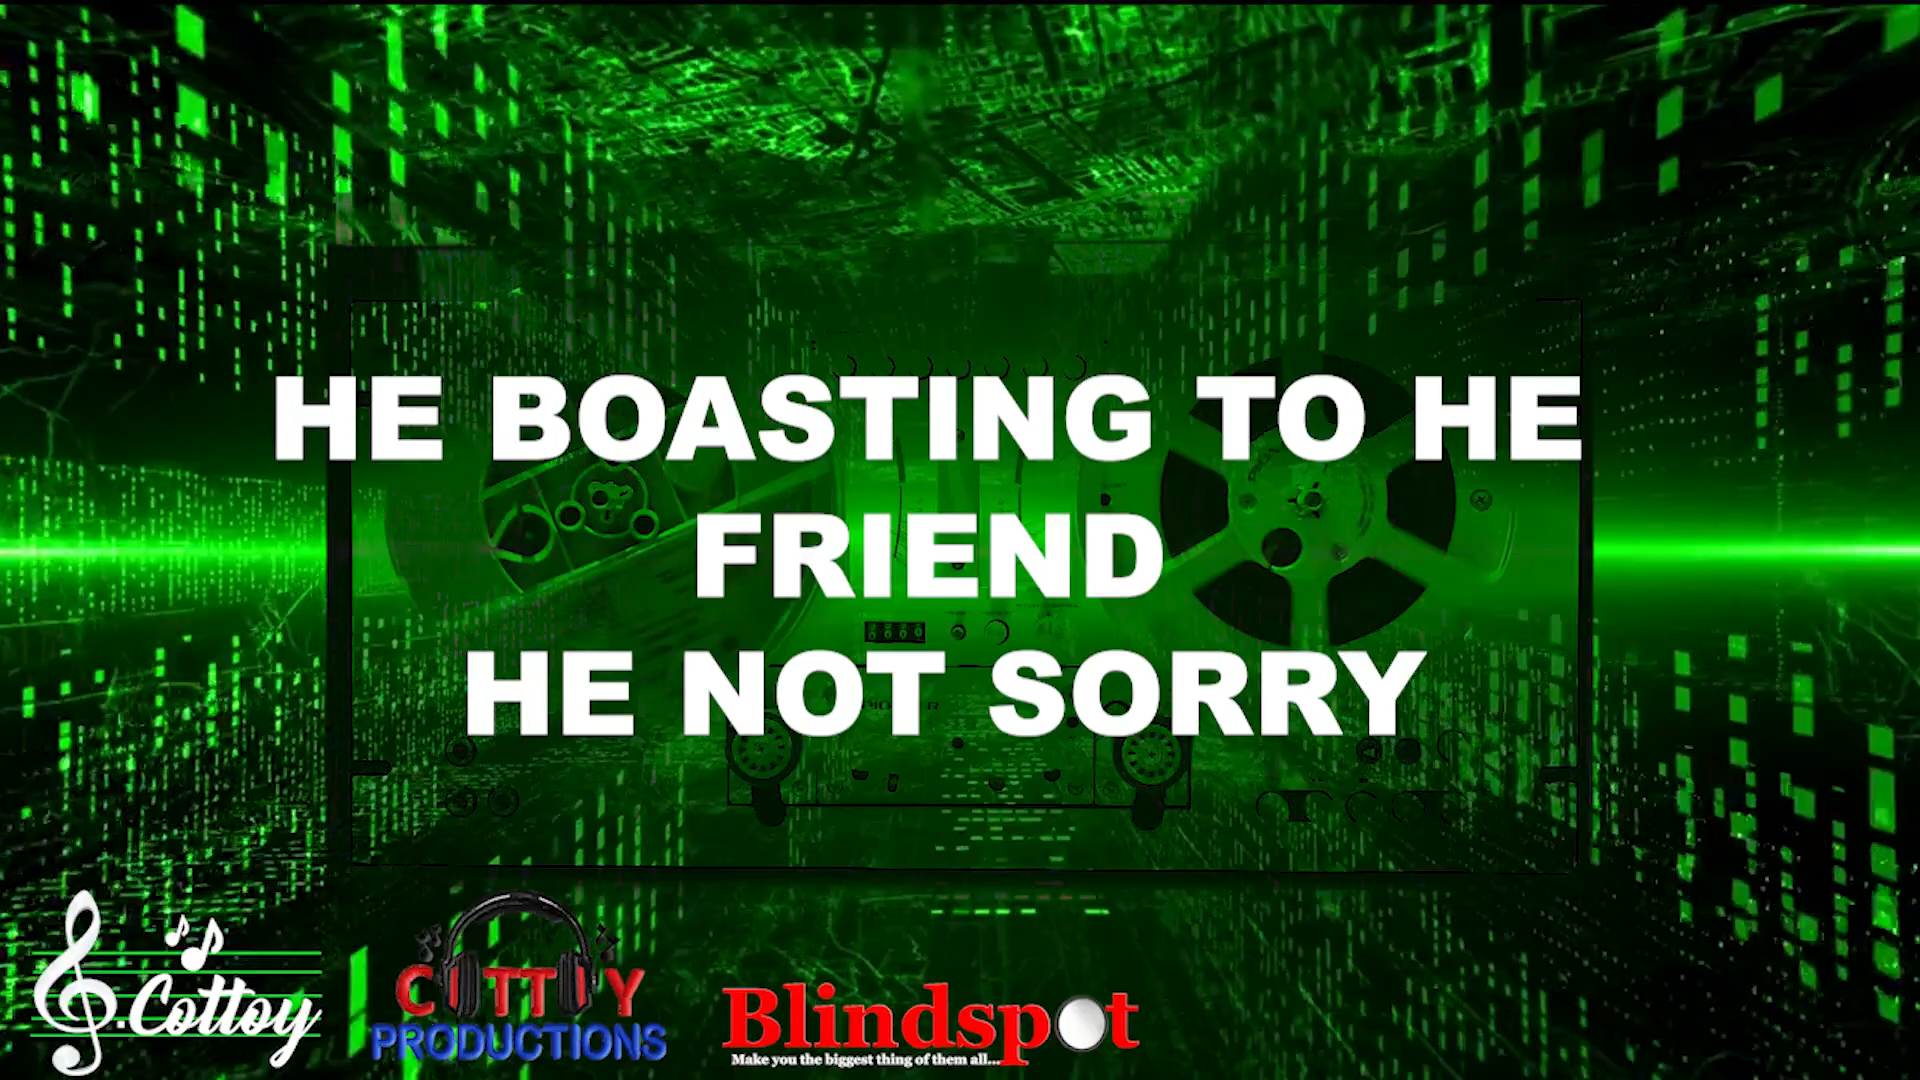 HE BOASTING TO HE
FRIEND
HE NOT SORRY
.Cottoy
COTTOY
PRODUCTIONS
Blindspot
Make you the biggest thing of them all...